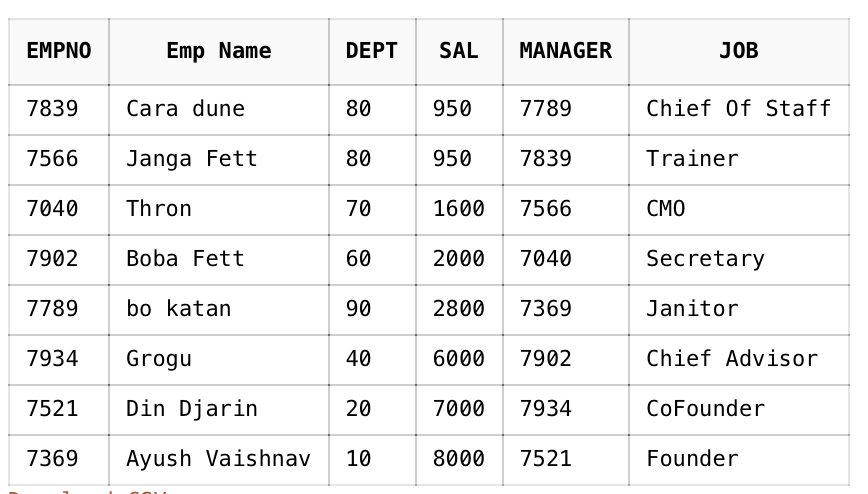 EMPNO Emp Name DEPT SAL MANAGER JOB
7839 Cara dune 80 950 7789 Chief Of Staff
7566 Janga Fett 80 950 7839 Trainer
7040 Thron 70 1600 7566 CMO
7902 Boba Fett 60 2000 7040 Secretary
7789 bo katan 90 2800 7369 Janitor
7934 Grogu 40 6000 7902 Chief Advisor
7521 Din Djarin 20 7000 7934 CoFounder
7369 Ayush Vaishnav 10 8000 7521 Founder